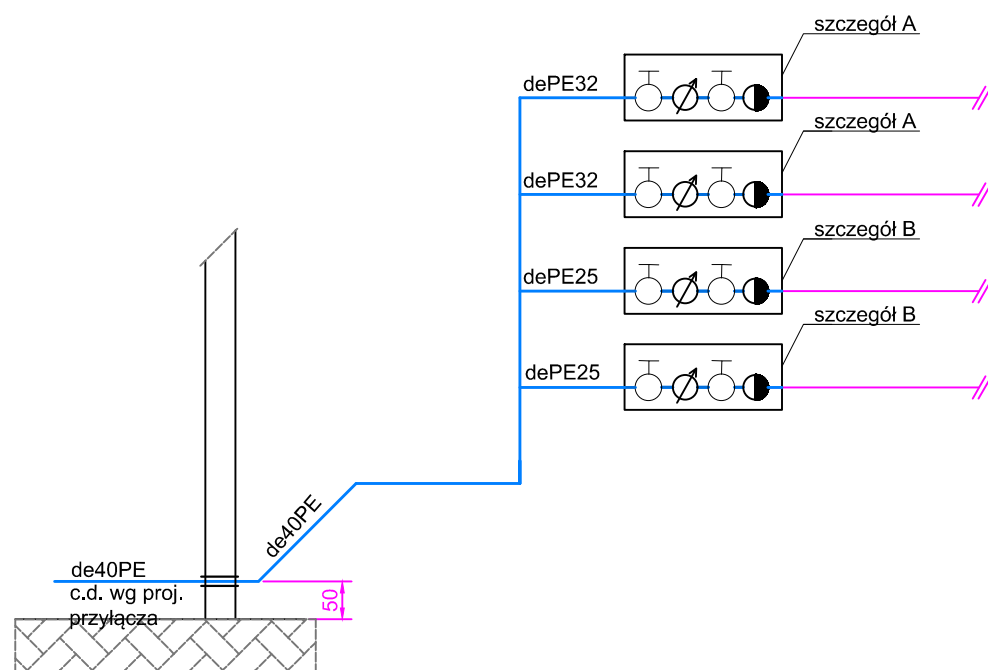 szczegół A
dePE32
szczegół A
dePE32
szczegół B
dePE25
szczegół B
dePE25
de40PE
de40PE
c.d. wg proj.
przyłącza
50